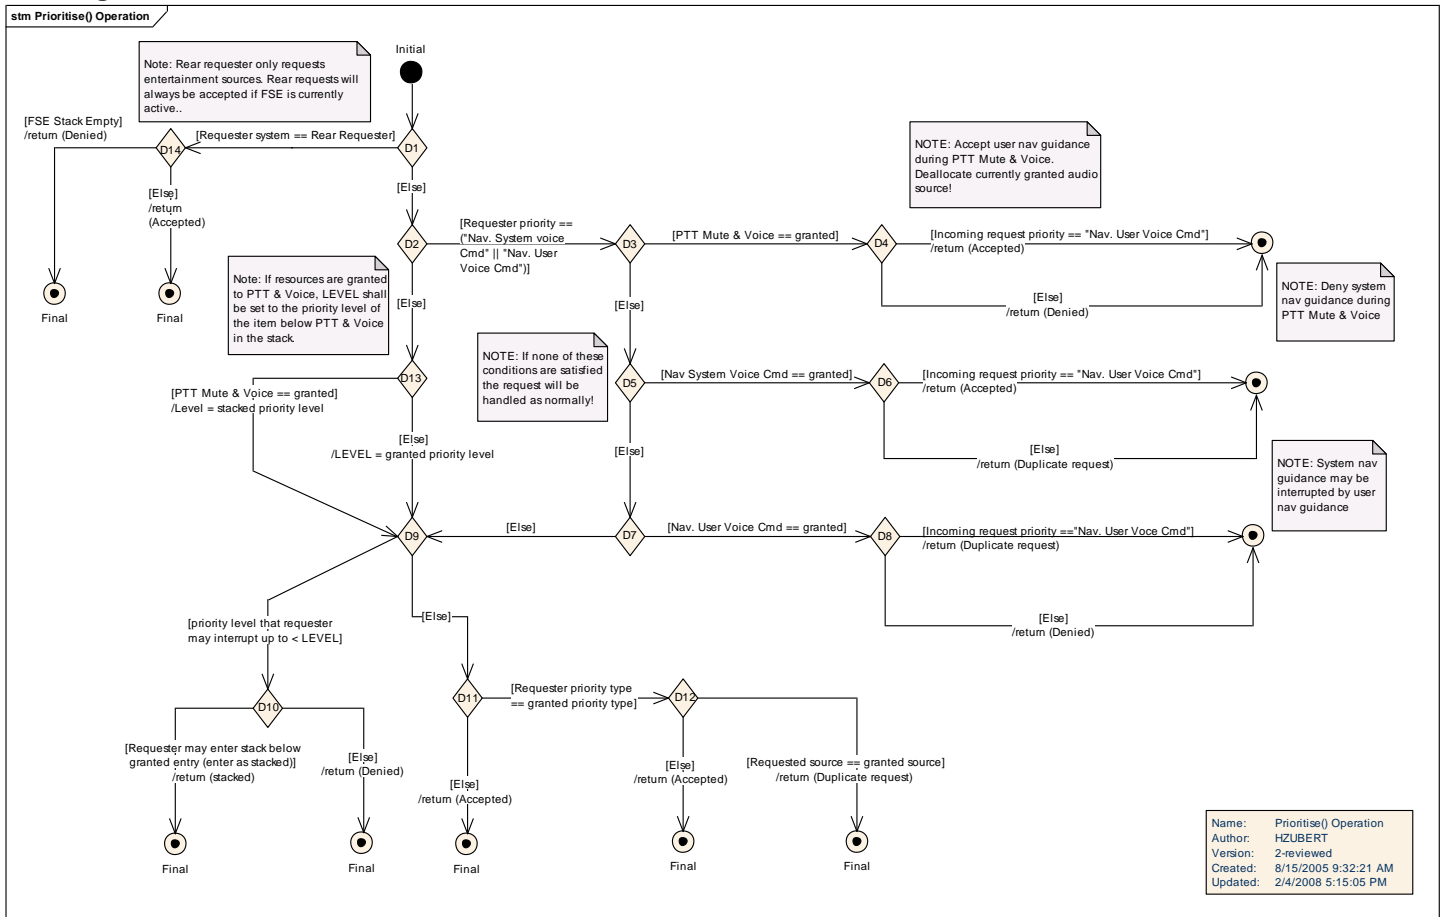 stm Prioritise() Operation
Initial
Note: Rear requester only requests
entertainment sources. Rear requests will
always be accepted if FSE is currently
active..
[FSE Stack Empty]
/return (Denied)
D14
[Requester system == Rear Requester]
D1
[Else]
/return
(Accepted)
Final
Final
[Else]
NOTE: Accept user nav guidance
during PTT Mute & Voice.
Deallocate currently granted audio
source!
D2
[Requester priority ==
("Nav. System voice
Cmd" || "Nav. User
Voice Cmd")]
D3
[PTT Mute & Voice == granted]
D4
[Incoming request priority == "Nav. User Voice Cmd"]
/return (Accepted)
[Else]
/return (Denied)
NOTE: Deny system
nav guidance during
PTT Mute & Voice
Note: If resources are granted
to PTT & Voice, LEVEL shall
be set to the priority level of
the item below PTT & Voice
in the stack.
[Else]
[Else]
NOTE: If none of these
conditions are satisfied
the request will be
handled as normally!
D13
[PTT Mute & Voice == granted]
/Level = stacked priority level
[Else]
/LEVEL = granted priority level
D5
[Nav System Voice Cmd == granted]
D6
[Incoming request priority == "Nav. User Voice Cmd"]
/return (Accepted)
[Else]
/return (Duplicate request)
[Else]
NOTE: System nav
guidance may be
interrupted by user
nav guidance
D9
[Else]
D7
[Nav. User Voice Cmd == granted]
D8
[Incoming request priority =="Nav. User Voce Cmd"]
/return (Duplicate request)
[Else]
/return (Denied)
[priority level that requester
may interrupt up to < LEVEL]
[Else]
D10
[Requester may enter stack below
granted entry (enter as stacked)]
/return (stacked)
[Else]
/return (Denied)
D11
[Requester priority type
== granted priority type]
D12
[Else]
/return (Accepted)
[Else]
/return (Accepted)
[Requested source == granted source]
/return (Duplicate request)
Final
Final
Final
Final
Final
Name: Prioritise() Operation
Author: HZUBERT
Version: 2-reviewed
Created: 8/15/2005 9:32:21 AM
Updated: 2/4/2008 5:15:05 PM